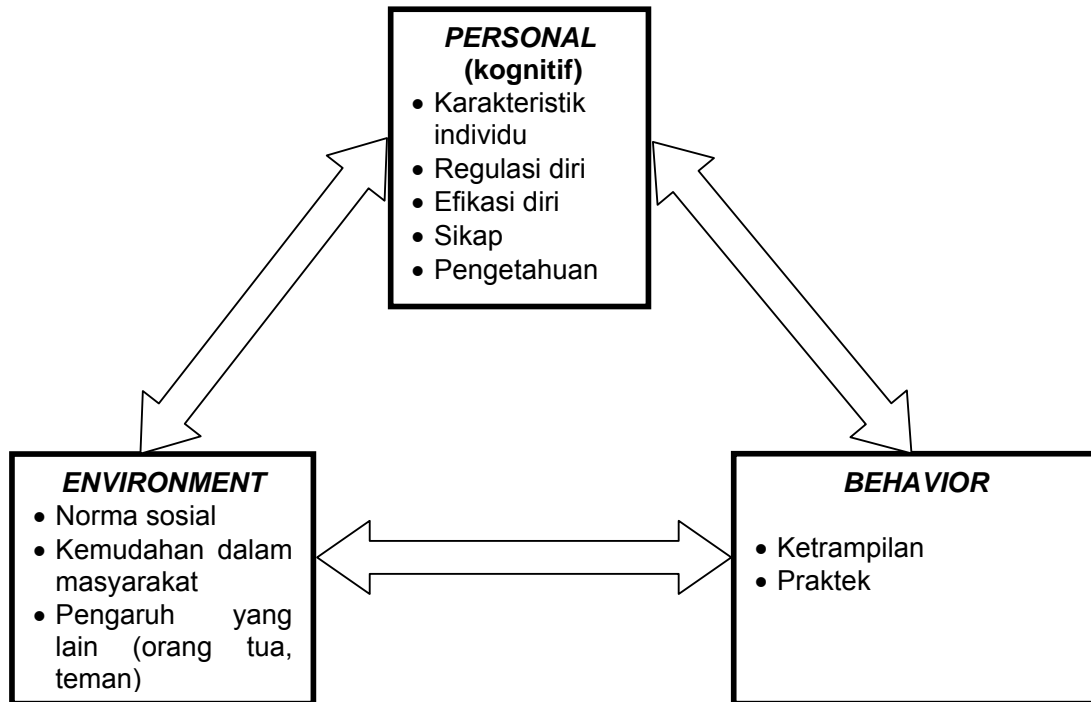 PERSONAL
(kognitif)
• Karakteristik
individu
• Regulasi diri
• Efikasi diri
• Sikap
• Pengetahuan
ENVIRONMENT
• Norma sosial
• Kemudahan dalam
masyarakat
• Pengaruh yang
lain (orang tua,
teman)
BEHAVIOR
• Ketrampilan
• Praktek